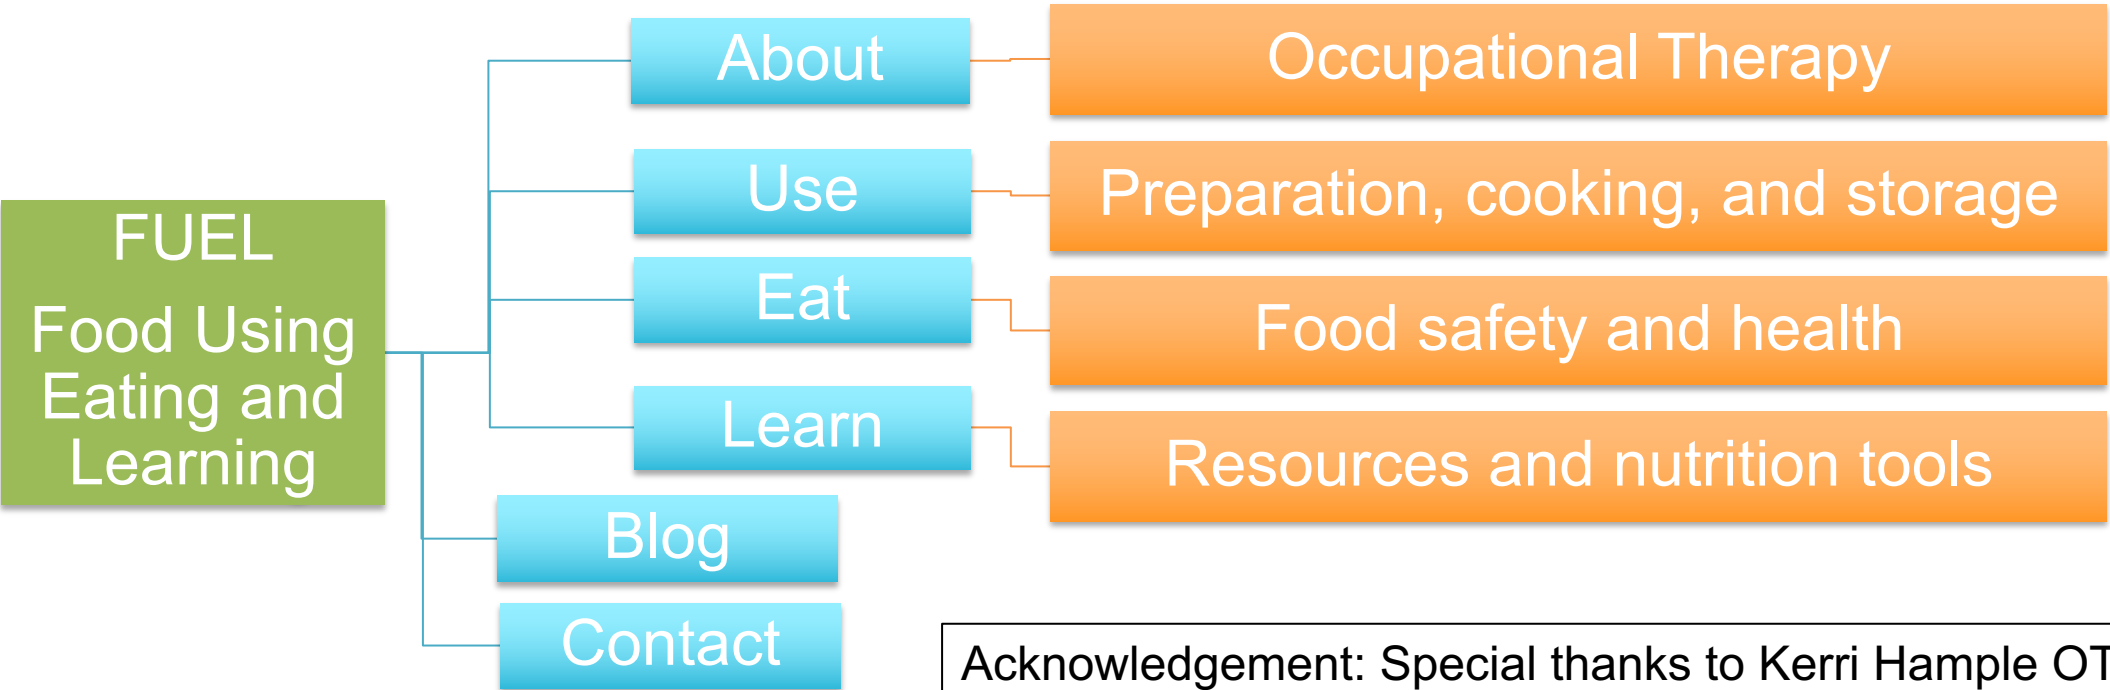 FUEL
Food Using
Eating and
Learning
About
Occupational Therapy
Use
Preparation, cooking, and storage
Eat
Food safety and health
Learn
Resources and nutrition tools
Blog
Contact
Acknowledgement: Special thanks to Kerri Hample OT